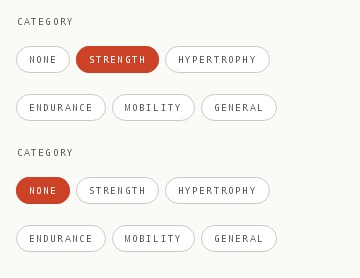 CATEGORY
NONE STRENGTH HYPERTROPHY
ENDURANCE MOBILITY GENERAL
CATEGORY
NONE STRENGTH HYPERTROPHY
ENDURANCE MOBILITY GENERAL